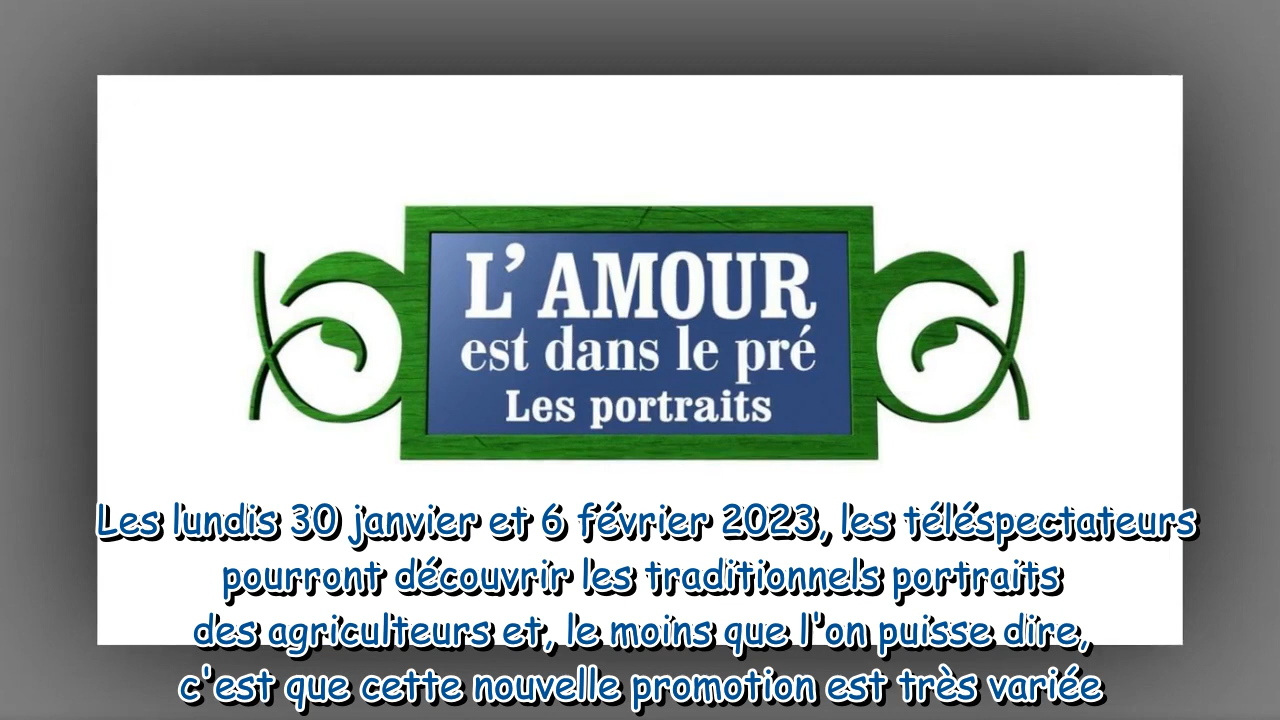 L'AMOUR
est dans le pré
Les portraits
Les lundis 30 janvier et 6 février 2023, les téléspectateurs
pourront découvrir les traditionnels portraits
des agriculteurs et, le moins que l'on puisse dire,
c'est que cette nouvelle promotion est très variée